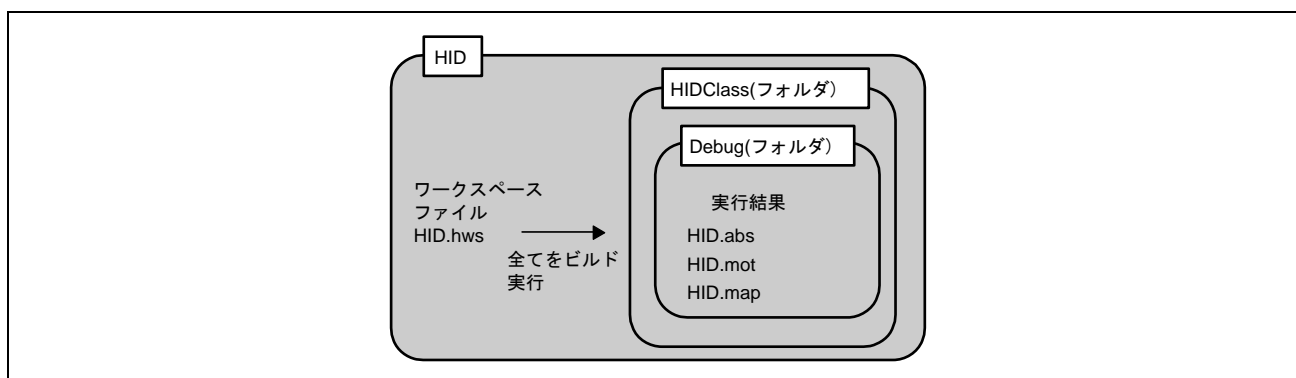 HID
HIDClass(フォルダ）
Debug(フォルダ）
ワークスペース
ファイル
HID.hws
全てをビルド
実行
実行結果
HID.abs
HID.mot
HID.map